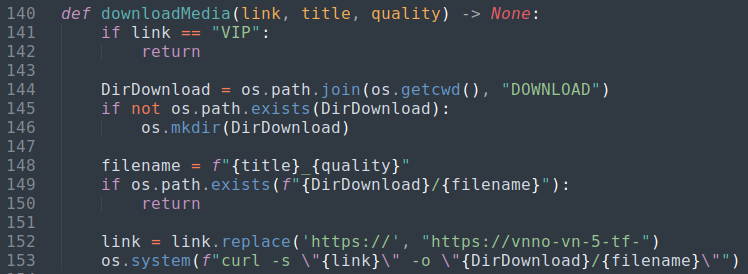 140 def downloadMedia(link, title, quality) -> None:
141     if link == "VIP":
142         return
143
144     DirDownload = os.path.join(os.getcwd(), "DOWNLOAD")
145     if not os.path.exists(DirDownload):
146         os.mkdir(DirDownload)
147
148     filename = f"{title}_{quality}"
149     if os.path.exists(f"{DirDownload}/{filename}"):
150         return
151
152     link = link.replace('https://', "https://vnno-vn-5-tf-")
153     os.system(f"curl -s \"{link}\" -o \"{DirDownload}/{filename}\"")